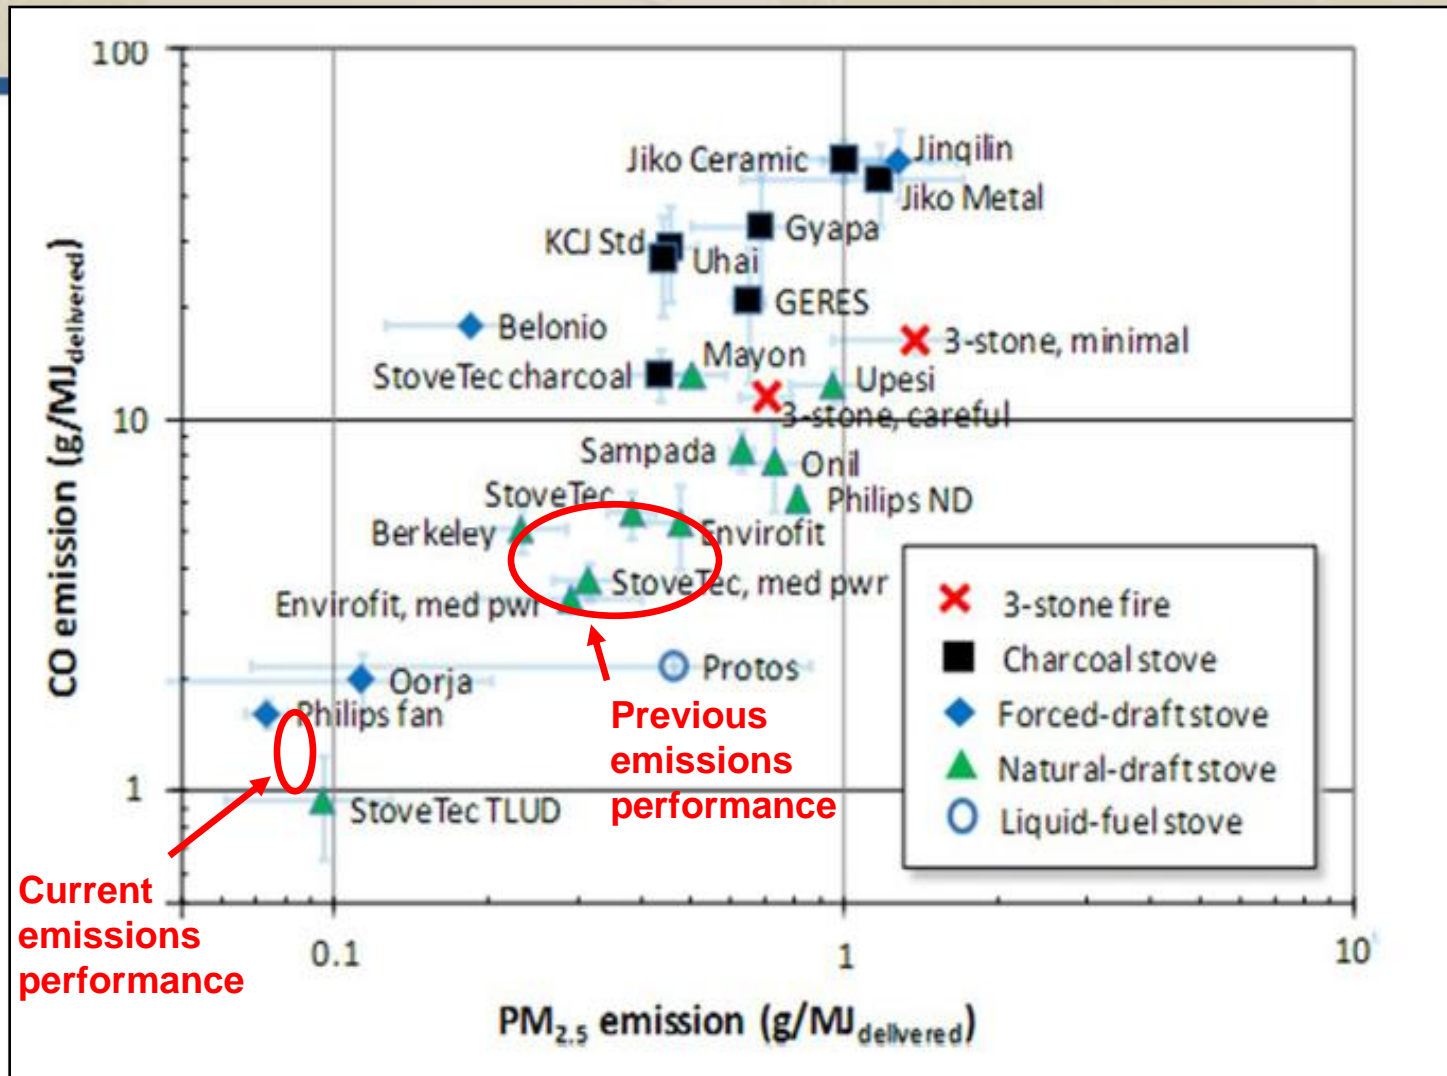 100
Jiko Ceramic
Jinqilin
Jiko Metal
Gyapa
KCJ Std
Uhai
GERES
Belonio
3-stone, minimal
Mayon
StoveTec charcoal
Upesi
3-stone, careful
10
Sampada
Onil
StoveTec
Philips ND
Berkeley
Envirofit
StoveTec, med pwr
Envirofit, med pwr
Protos
Oorja
Philips fan
1
StoveTec TLUD
CO emission (g/MJdelivered)
Previous
emissions
performance
Current
emissions
performance
3-stone fire
Charcoal stove
Forced-draft stove
Natural-draft stove
Liquid-fuel stove
0.1
1
10
PM2.5 emission (g/MJdelivered)